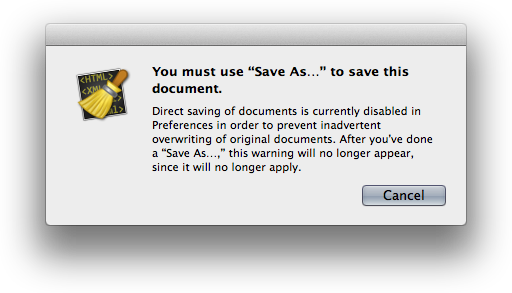 <HTML>
<XML
You must use “Save As…” to save this
document.
Direct saving of documents is currently disabled in
Preferences in order to prevent inadvertent
overwriting of original documents. After you've done
a “Save As…,” this warning will no longer appear,
since it will no longer apply.
Cancel